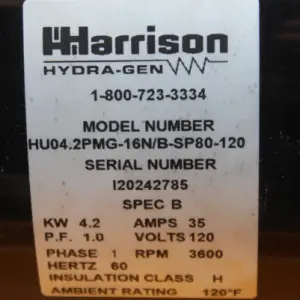 Harrison
HYDRA-GEN
1-800-723-3334
MODEL NUMBER
HU04.2PMG-16N/B-SP80-120
SERIAL NUMBER
I20242785
SPEC B
KW 4.2 AMPS 35
P.F. 1.0 VOLTS 120
PHASE 1 RPM 3600
HERTZ 60
INSULATION CLASS H
AMBIENT RATING 120°F